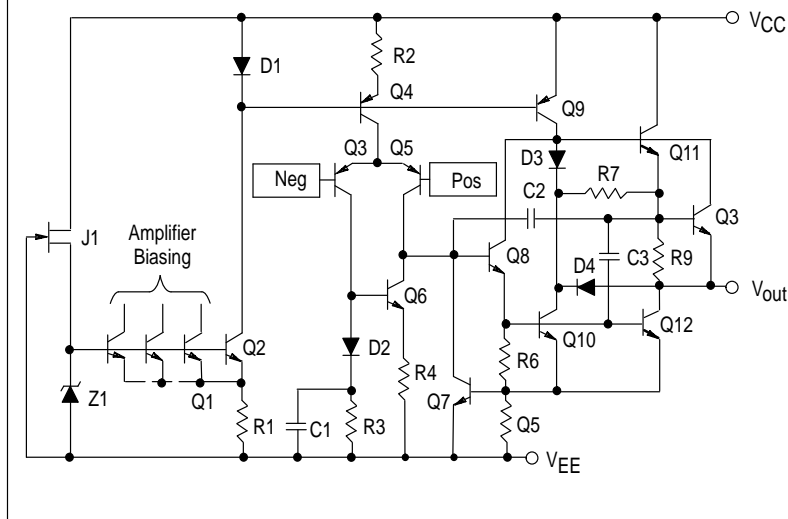 VCC
D1
R2
Q4
Q9
Q3
Q5
Q11
D3
R7
Neg
Pos
C2
Q3
J1
Amplifier
Biasing
Q8
C3
R9
D4
Vout
Q6
Q2
D2
Q10
Q12
R6
R4
Z1
Q1
Q7
R1
C1
R3
Q5
VEE